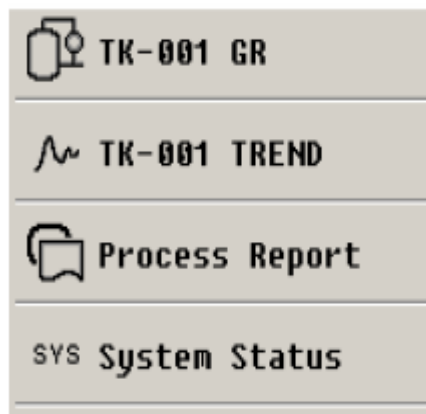 TK-001 GR
TK-001 TREND
Process Report
SYS System Status